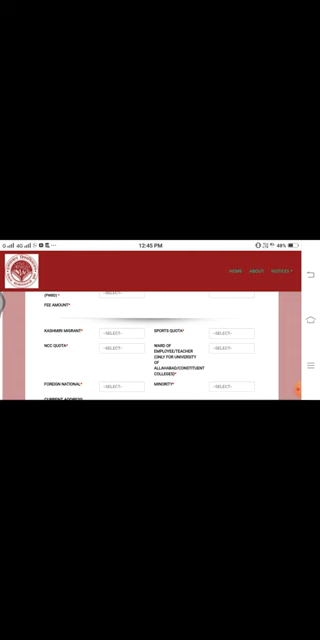 12:45 PM
48%
HOME ABOUT NOTICES
(PWD) *
--SELECT--
FEE AMOUNT*
KASHMIRI MIGRANT* --SELECT-- SPORTS QUOTA* --SELECT--
NCC QUOTA* --SELECT-- WARD OF
EMPLOYEE/TEACHER
(ONLY FOR UNIVERSITY
OF
ALLAHABAD/CONSTITUENT
COLLEGES)*
--SELECT--
FOREIGN NATIONAL* --SELECT-- MINORITY* --SELECT--
CURRENT ADDRESS